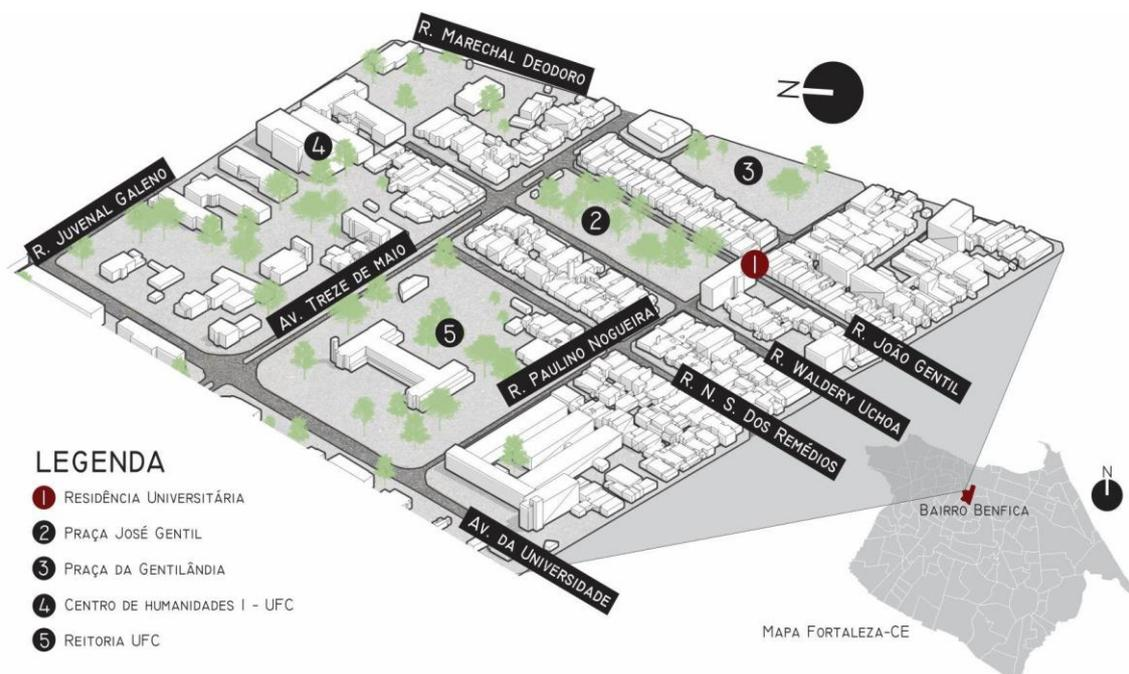 R. Marechal Deodoro
N
4
3
R. Juvenal Galeno
2
Av. Treze de maio
1
5
R. Paulino Nogueira
R. João Gentil
R. Waldery Uchoa
R. N. S. dos Remédios
Av. da Universidade
LEGENDA
1 Residência Universitária
2 Praça José Gentil
3 Praça da Gentilândia
4 Centro de humanidades I - UFC
5 Reitoria UFC
N
Bairro Benfica
Mapa Fortaleza-CE